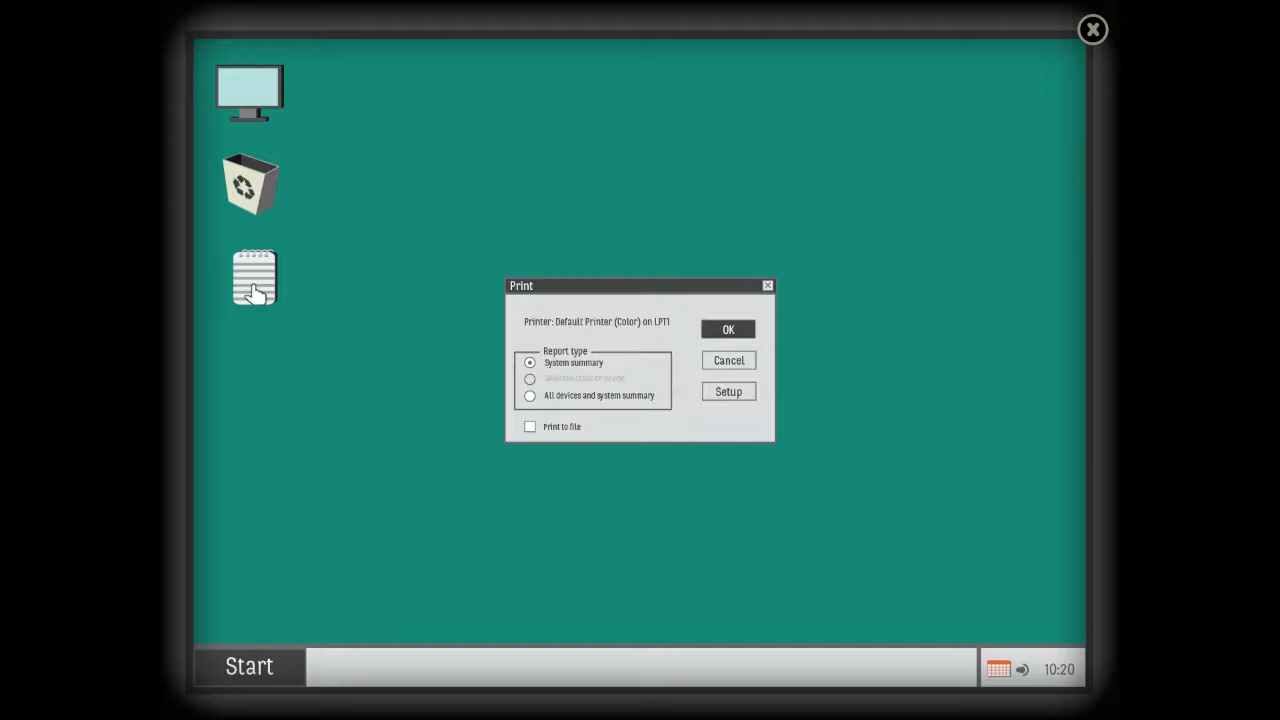 Print
Printer: Default Printer (Color) on LPT1
OK
Report type
System summary
Cancel
All devices and system summary
Setup
Print to file
Start
10:20